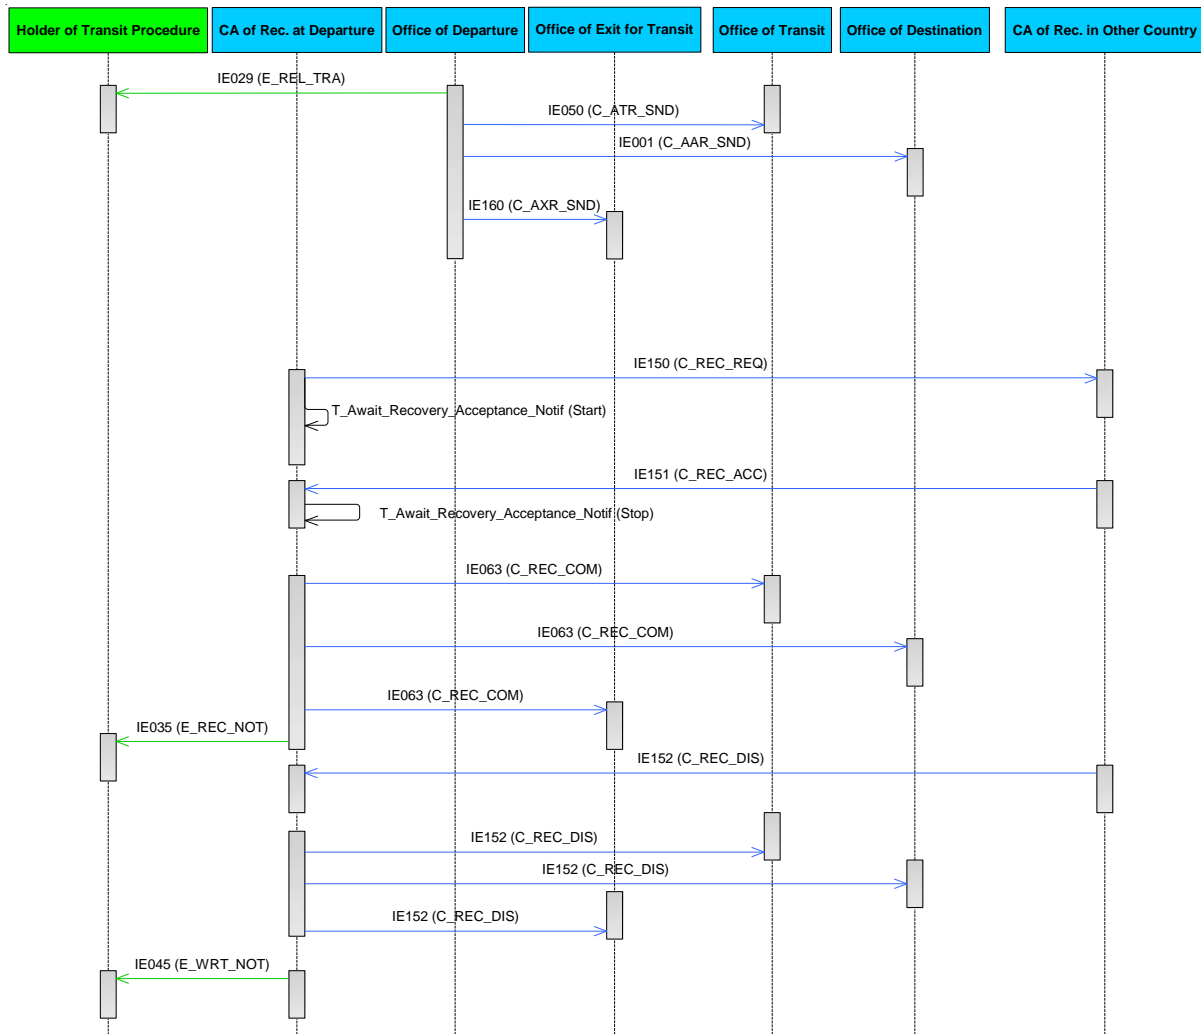 Holder of Transit Procedure
CA of Rec. at Departure
Office of Departure
Office of Exit for Transit
Office of Transit
Office of Destination
CA of Rec. in Other Country
IE029 (E_REL_TRA)
IE050 (C_ATR_SND)
IE001 (C_AAR_SND)
IE160 (C_AXR_SND)
IE150 (C_REC_REQ)
T_Await_Recovery_Acceptance_Notif (Start)
IE151 (C_REC_ACC)
T_Await_Recovery_Acceptance_Notif (Stop)
IE063 (C_REC_COM)
IE063 (C_REC_COM)
IE063 (C_REC_COM)
IE035 (E_REC_NOT)
IE152 (C_REC_DIS)
IE152 (C_REC_DIS)
IE152 (C_REC_DIS)
IE152 (C_REC_DIS)
IE045 (E_WRT_NOT)